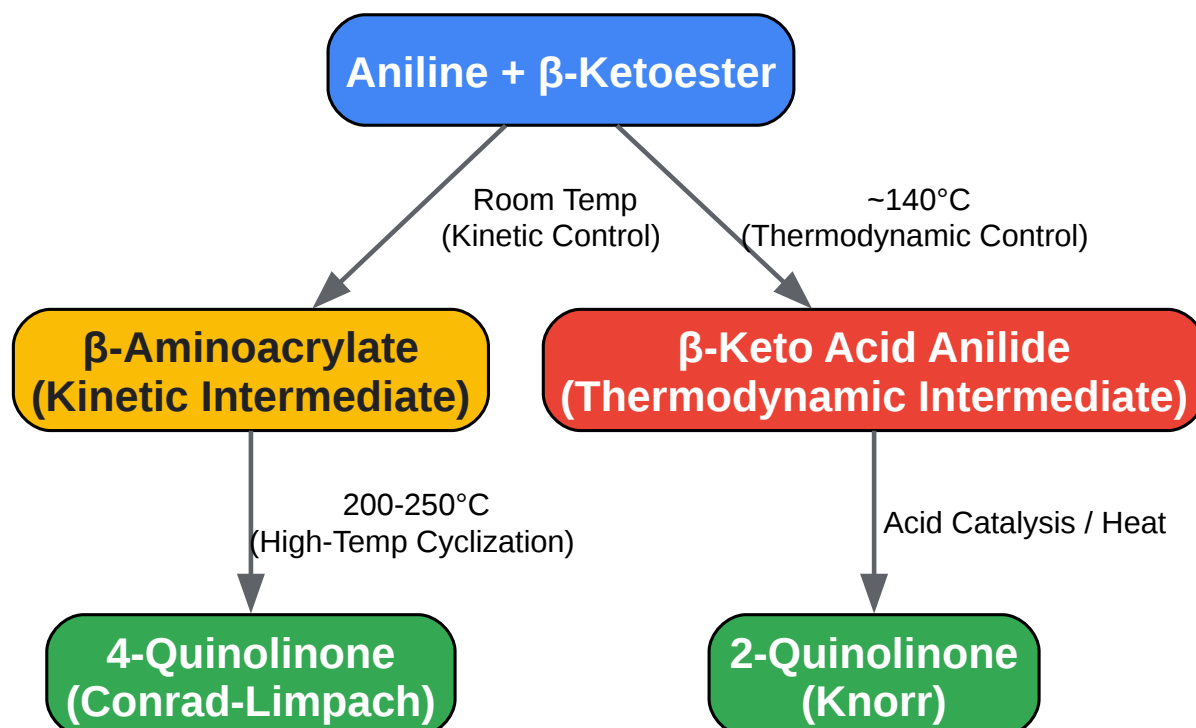 Aniline + β-Ketoester
Room Temp
(Kinetic Control)
~140°C
(Thermodynamic Control)
β-Aminoacrylate
(Kinetic Intermediate)
β-Keto Acid Anilide
(Thermodynamic Intermediate)
200-250°C
(High-Temp Cyclization)
Acid Catalysis / Heat
4-Quinolinone
(Conrad-Limpach)
2-Quinolinone
(Knorr)